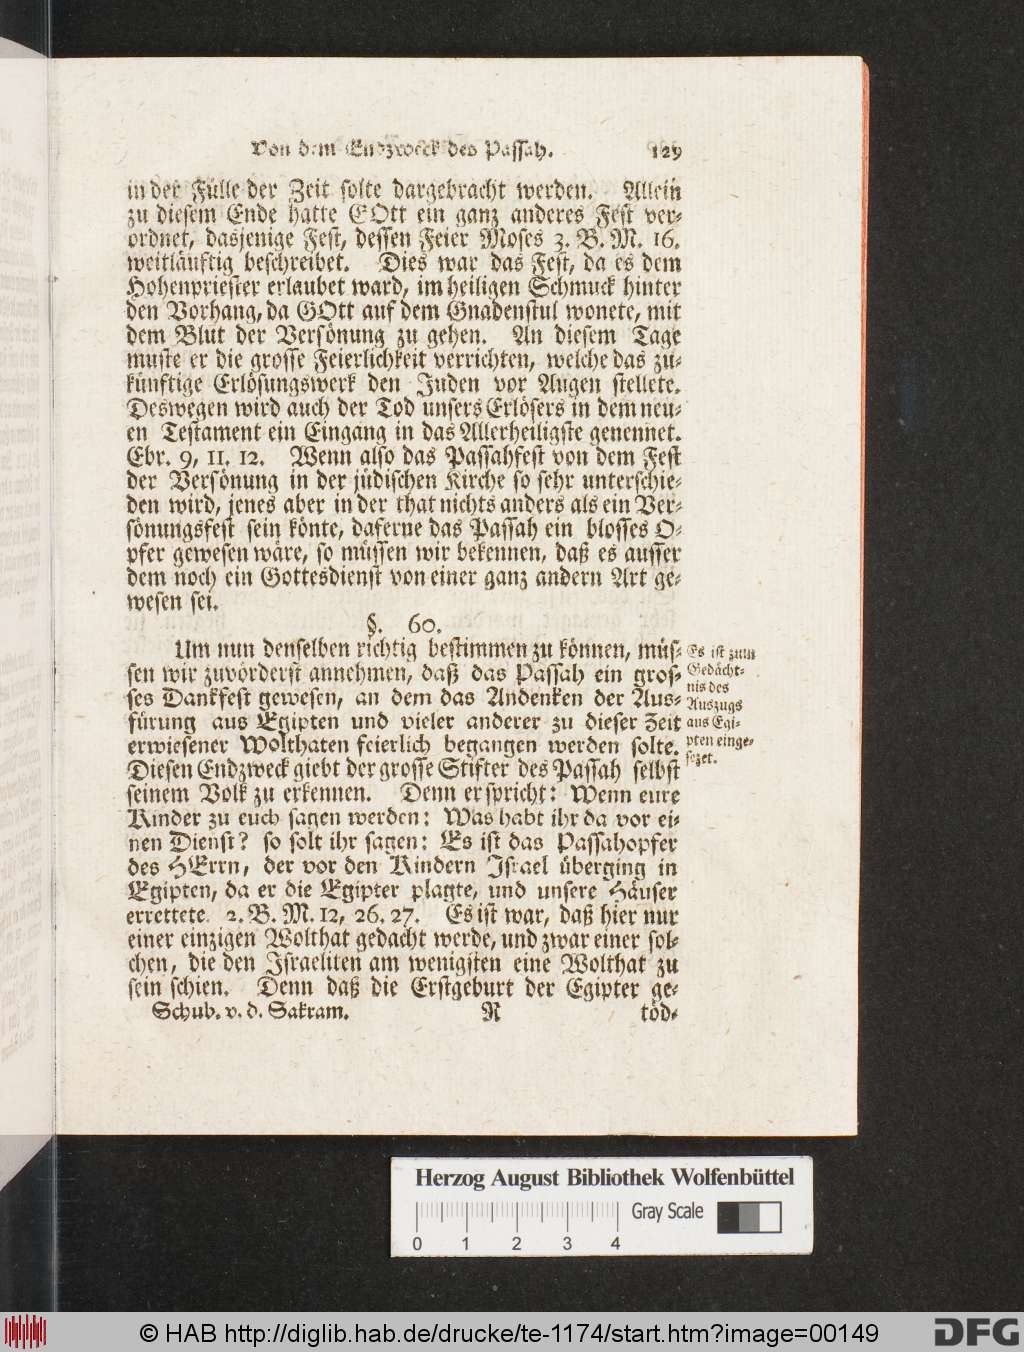 Von dem Endzweck des Passah. 129
in der Fülle der Zeit solte dargebracht werden. Allein
zu diesem Ende hatte GOtt ein ganz anderes Fest ver-
ordnet, dasjenige Fest, dessen Feier Moses 3. B. M. 16.
weitläuftig beschreibet. Dies war das Fest, da es dem
Hohenpriester erlaubet ward, im heiligen Schmuck hinter
den Vorhang, da GOtt auf dem Gnadenstul wonete, mit
dem Blut der Versönung zu gehen. An diesem Tage
muste er die grosse Feierlichkeit verrichten, welche das zu-
künftige Erlösungswerk den Juden vor Augen stellete.
Deswegen wird auch der Tod unsers Erlösers in dem neu-
en Testament ein Eingang in das Allerheiligste genennet.
Ebr. 9, 11. 12. Wenn also das Passahfest von dem Fest
der Versönung in der jüdischen Kirche so sehr unterschie-
den wird, jenes aber in der that nichts anders als ein Ver-
sönungsfest sein könte, daferne das Passah ein blosses O-
pfer gewesen wäre, so müssen wir bekennen, daß es ausser
dem noch ein Gottesdienst von einer ganz andern Art ge-
wesen sei.
§. 60.
Um nun denselben richtig bestimmen zu können, müs-
sen wir zuvörderst annehmen, daß das Passah ein gros-
ses Dankfest gewesen, an dem das Andenken der Aus-
fürung aus Egipten und vieler anderer zu dieser Zeit
erwiesener Wolthaten feierlich begangen werden solte.
Diesen Endzweck giebt der grosse Stifter des Passah selbst
seinem Volk zu erkennen. Denn er spricht: Wenn eure
Kinder zu euch sagen werden: Was habt ihr da vor ei-
nen Dienst? so solt ihr sagen: Es ist das Passahopfer
des HErrn, der vor den Kindern Israel überging in
Egipten, da er die Egipter plagte, und unsere Häuser
errettete. 2. B. M. 12, 26. 27. Es ist war, daß hier nur
einer einzigen Wolthat gedacht werde, und zwar einer sol-
chen, die den Israeliten am wenigsten eine Wolthat zu
sein schien. Denn daß die Erstgeburt der Egipter ge-
Schub. v. d. Sakram. R töd-
Es ist zum
Gedächt-
nis des
Auszugs
aus Egi-
pten einge-
sezet.
Herzog August Bibliothek Wolfenbüttel
Gray Scale
0 1 2 3 4
© HAB http://diglib.hab.de/drucke/te-1174/start.htm?image=00149
DFG